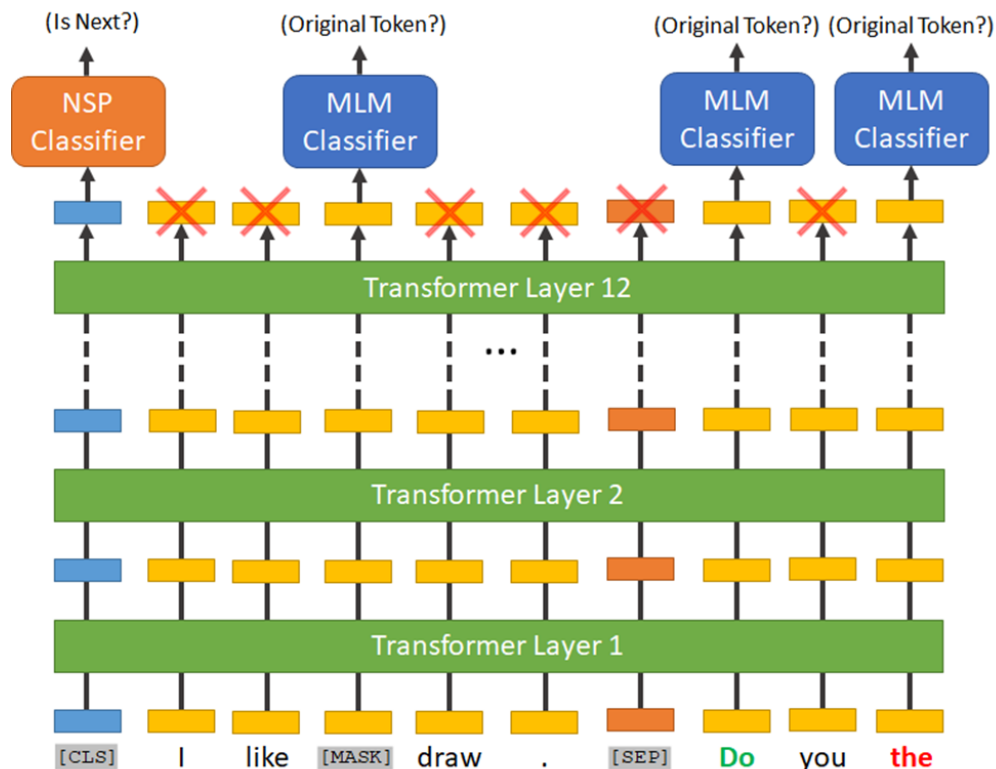 (Is Next?) (Original Token?) (Original Token?) (Original Token?)
NSP Classifier MLM Classifier MLM Classifier MLM Classifier
Transformer Layer 12
...
Transformer Layer 2
Transformer Layer 1
[CLS] I like [MASK] draw . [SEP] Do you the